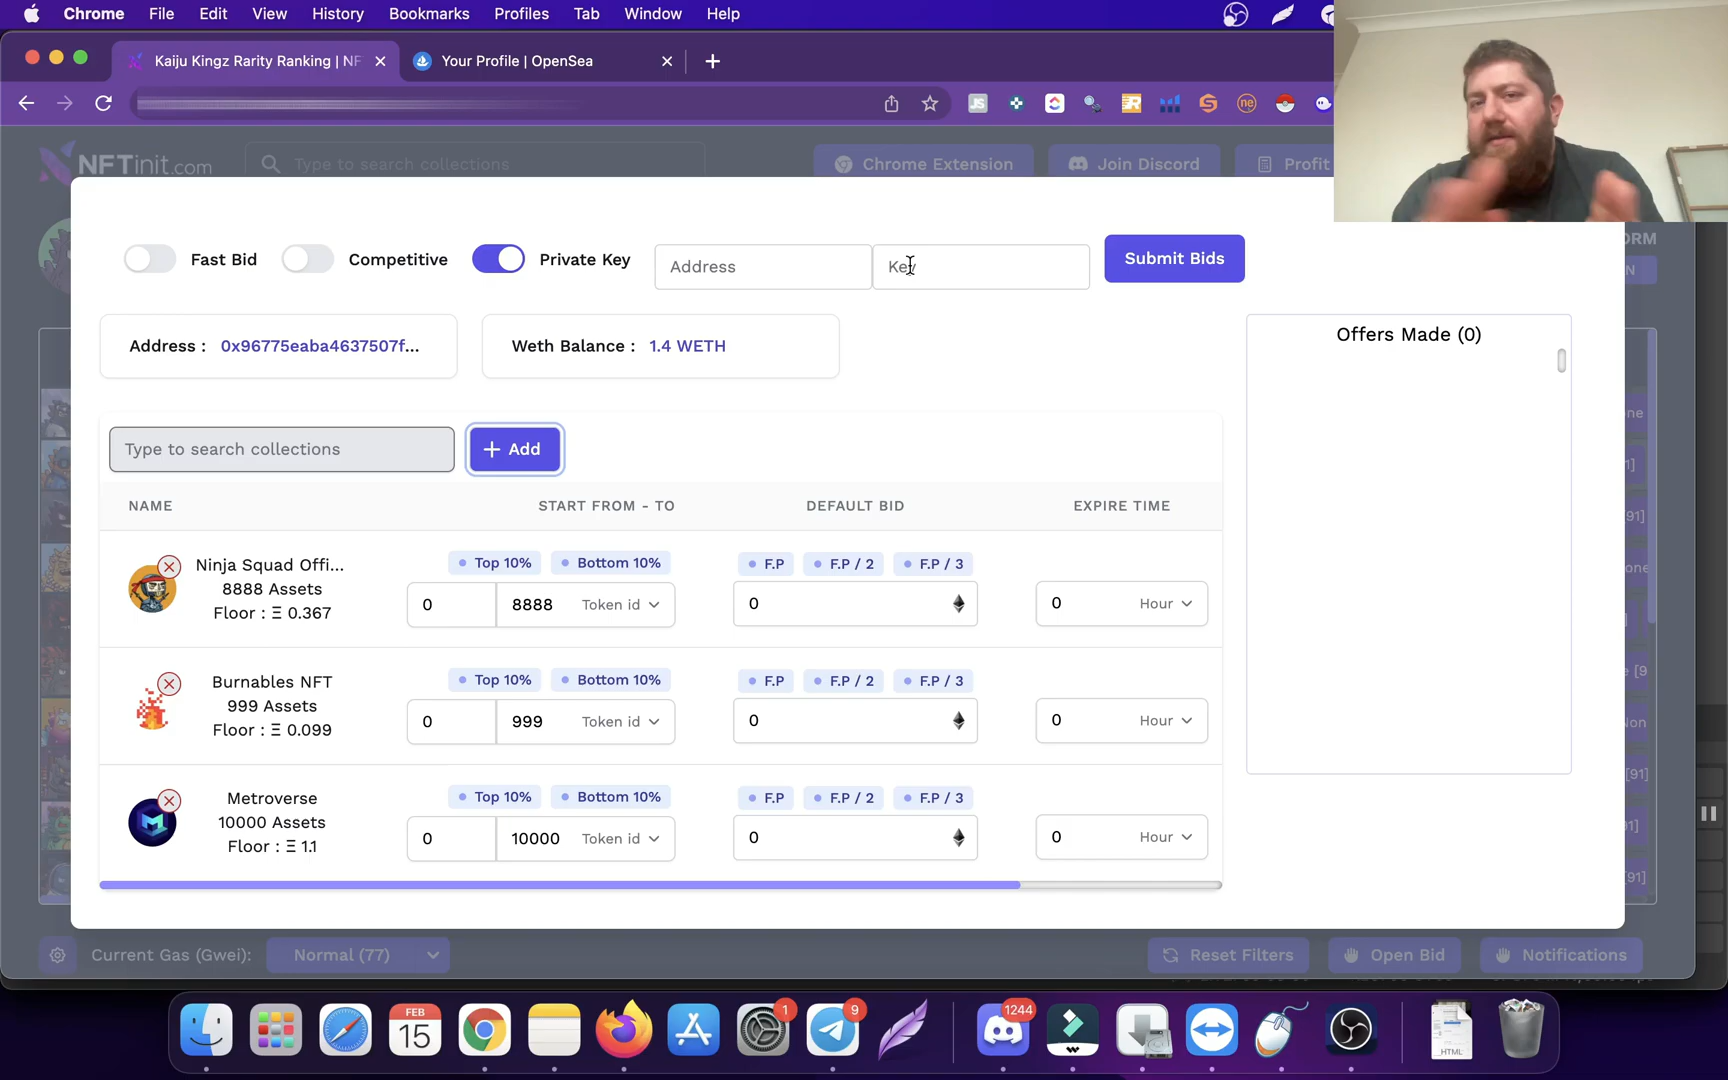 Chrome File Edit View History Bookmarks Profiles Tab Window Help
Kaiju Kingz Rarity Ranking | NF
Your Profile | OpenSea
NFTinit.com
Type to search collections
Chrome Extension
Join Discord
Profit
Fast Bid
Competitive
Private Key
Address
Key
Submit Bids
Address : 0x96775eaba4637507f...
Weth Balance : 1.4 WETH
Offers Made (0)
Type to search collections
+ Add
NAME START FROM - TO DEFAULT BID EXPIRE TIME
Ninja Squad Offi...
8888 Assets
Floor : Ξ 0.367
Top 10% Bottom 10%
0 8888 Token id
F.P F.P / 2 F.P / 3
0
0 Hour
Burnables NFT
999 Assets
Floor : Ξ 0.099
Top 10% Bottom 10%
0 999 Token id
F.P F.P / 2 F.P / 3
0
0 Hour
Metroverse
10000 Assets
Floor : Ξ 1.1
Top 10% Bottom 10%
0 10000 Token id
F.P F.P / 2 F.P / 3
0
0 Hour
Current Gas (Gwei): Normal (77)
Reset Filters
Open Bid
Notifications
FEB
15
1
9
1244
HTML